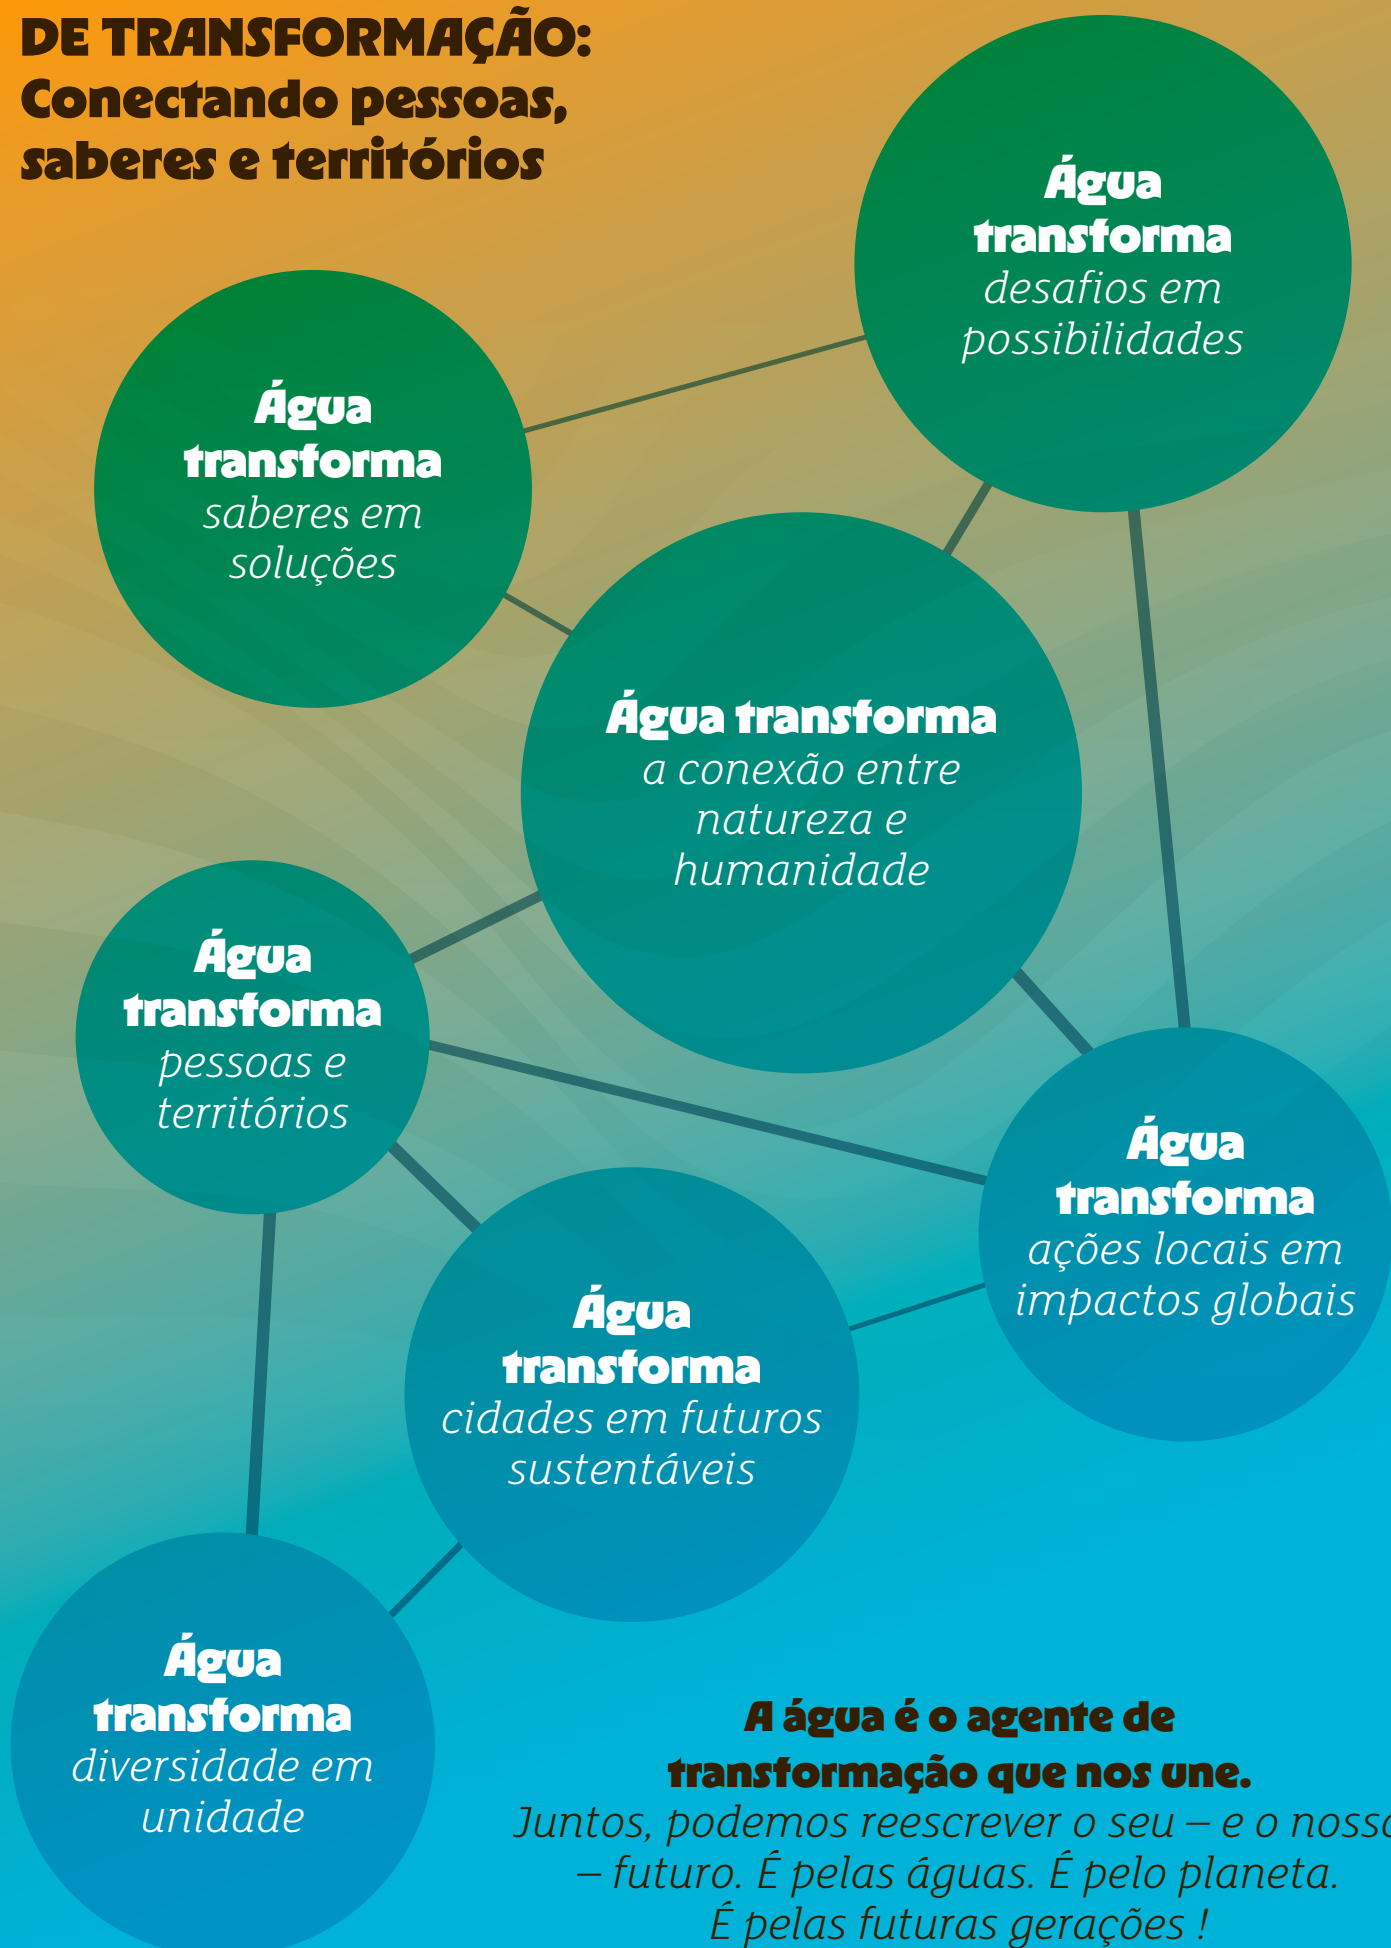 DE TRANSFORMAÇÃO:
Conectando pessoas,
saberes e territórios
Água
transforma
desafios em
possibilidades
Água
transforma
saberes em
soluções
Água transforma
a conexão entre
natureza e
humanidade
Água
transforma
pessoas e
territórios
Água
transforma
ações locais em
impactos globais
Água
transforma
cidades em futuros
sustentáveis
Água
transforma
diversidade em
unidade
A água é o agente de
transformação que nos une.
Juntos, podemos reescrever o seu – e o nosso
– futuro. É pelas águas. É pelo planeta.
É pelas futuras gerações !